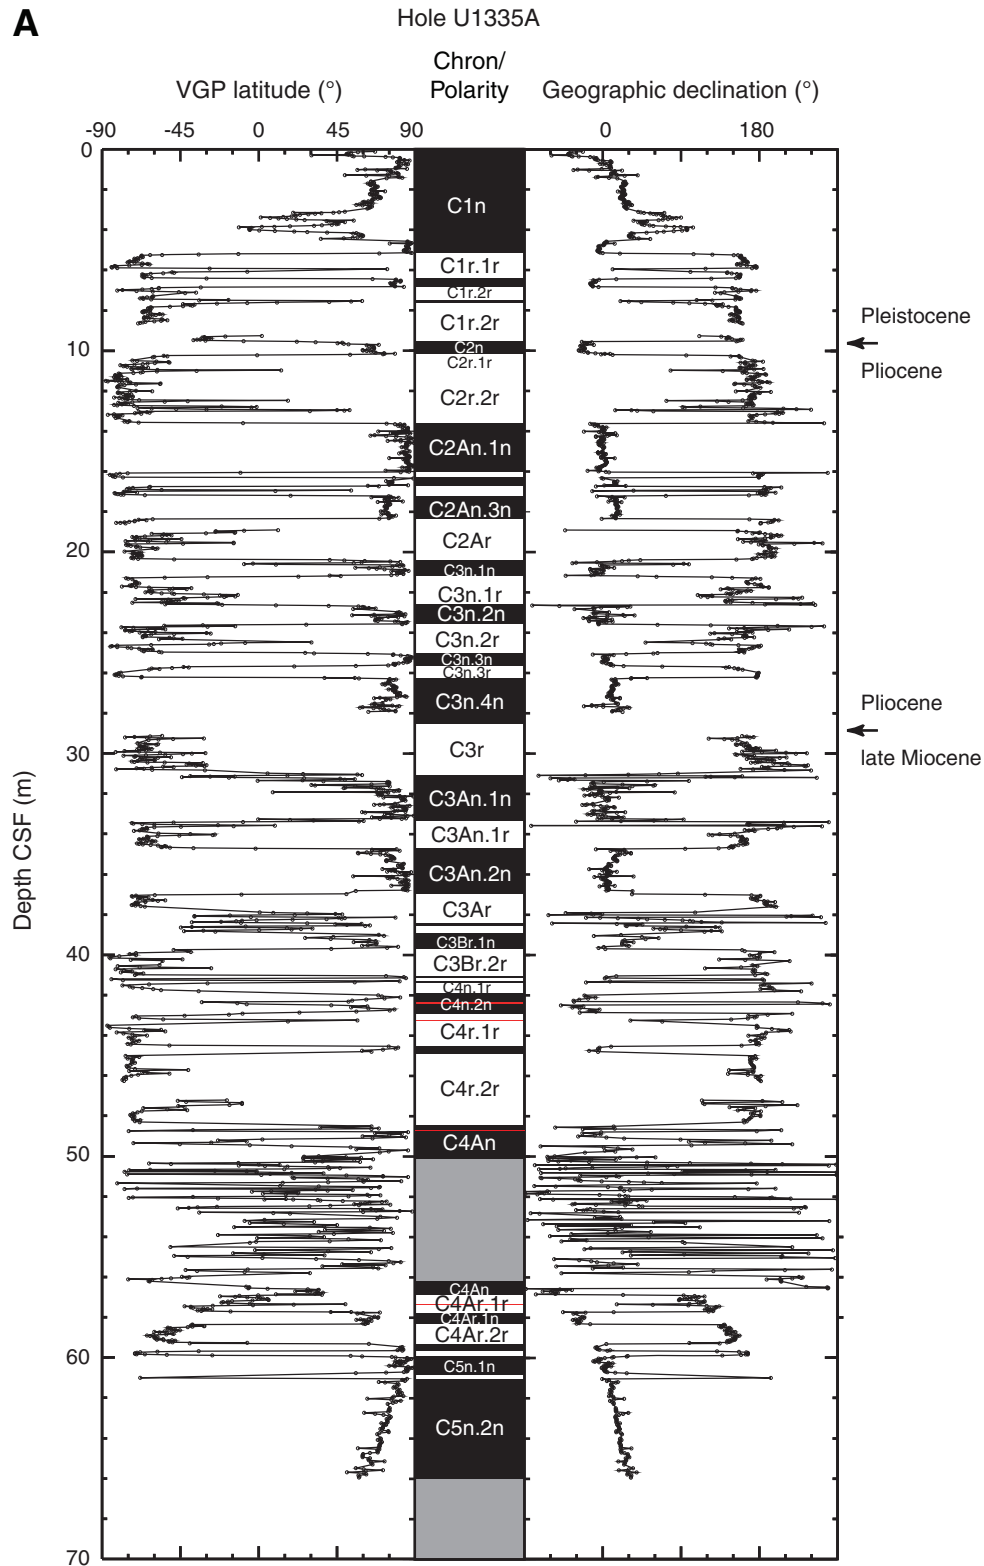 A
Hole U1335A
Chron/
Polarity
VGP latitude (°)
Geographic declination (°)
-90 -45 0 45 90 0 180
0
C1n
C1r.1r
C1r.2r
C1r.2r
Pleistocene
10
C2n
C2r.1r
Pliocene
C2r.2r
C2An.1n
C2An.3n
C2Ar
20
C3n.1n
C3n.1r
C3n.2n
C3n.2r
C3n.3n
C3n.3r
C3n.4n
Pliocene
C3r
30
late Miocene
C3An.1n
C3An.1r
C3An.2n
Depth CSF (m)
C3Ar
C3Br.1n
40
C3Br.2r
C4n.1r
C4n.2n
C4r.1r
C4r.2r
C4An
50
C4An
C4Ar.1r
C4Ar.1n
C4Ar.2r
60
C5n.1n
C5n.2n
70